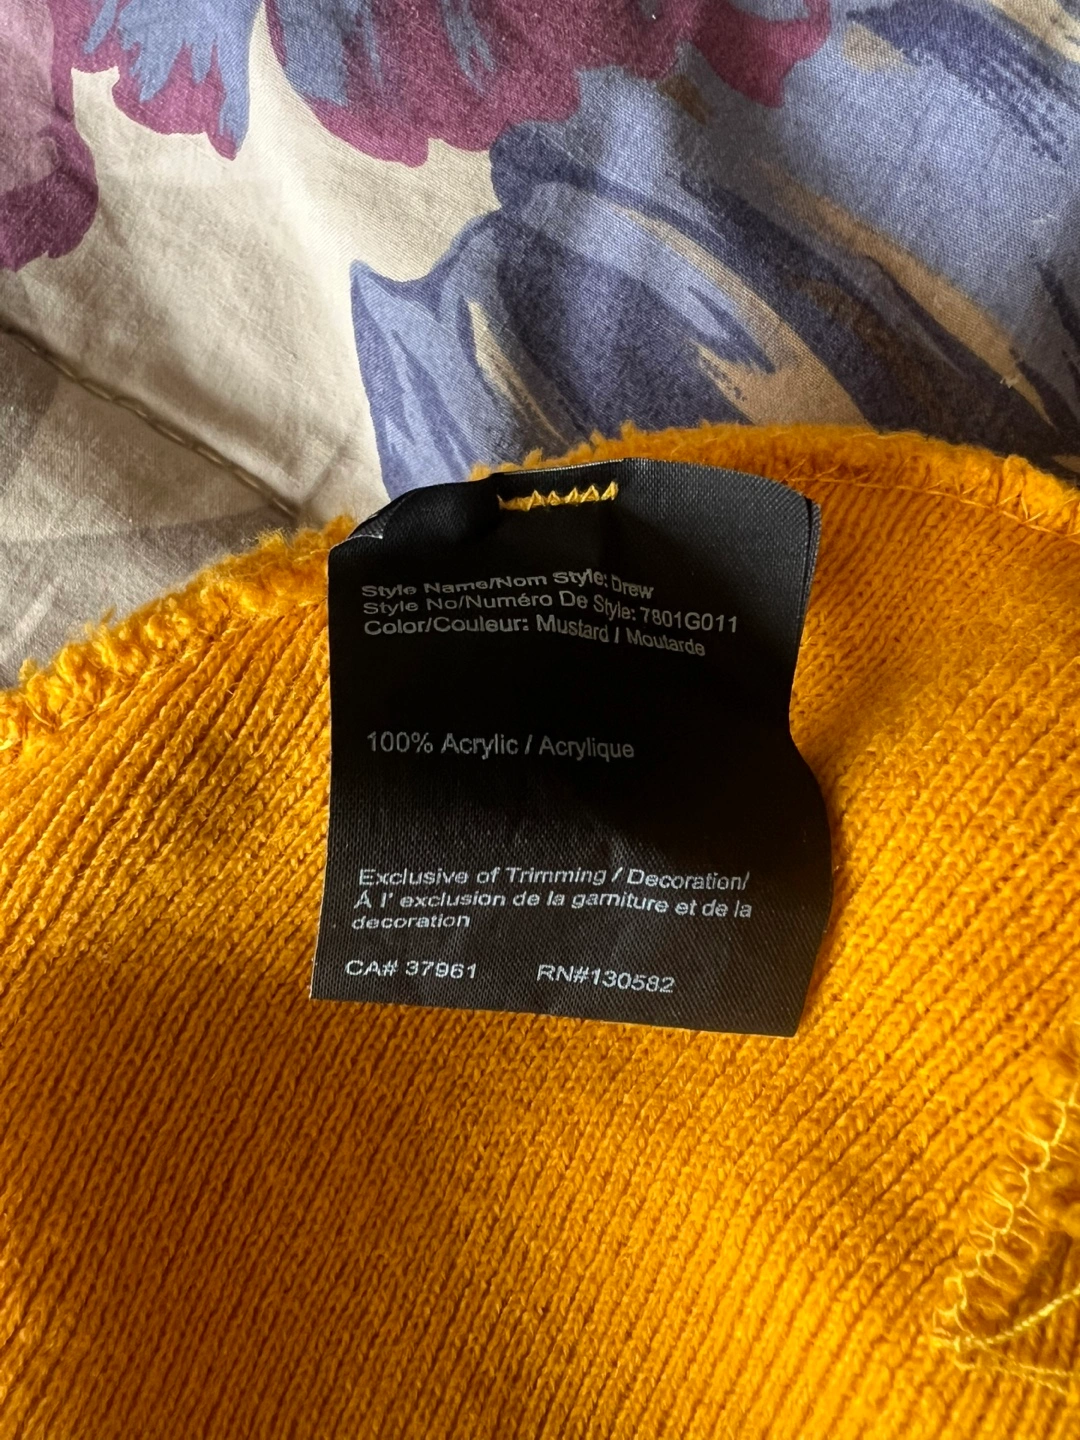 Style Name/Nom Style: Drew
Style No/Numéro De Style: 7801G011
Color/Couleur: Mustard / Moutarde
100% Acrylic / Acrylique
Exclusive of Trimming / Decoration/
À l' exclusion de la garniture et de la
decoration
CA# 37961 RN#130582